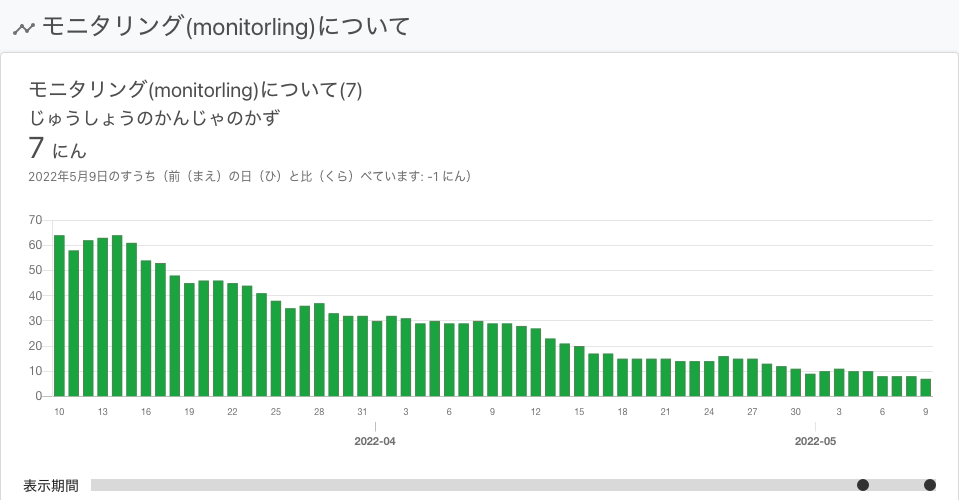 モニタリング(monitorling)について
モニタリング(monitorling)について(7)
じゅうしょうのかんじゃのかず
7 にん
2022年5月9日のすうち（前（まえ）の日（ひ）と比（くら）べています: -1 にん）
70
60
50
40
30
20
10
0
10 13 16 19 22 25 28 31 3 6 9 12 15 18 21 24 27 30 3 6 9
2022-04 2022-05
表示期間